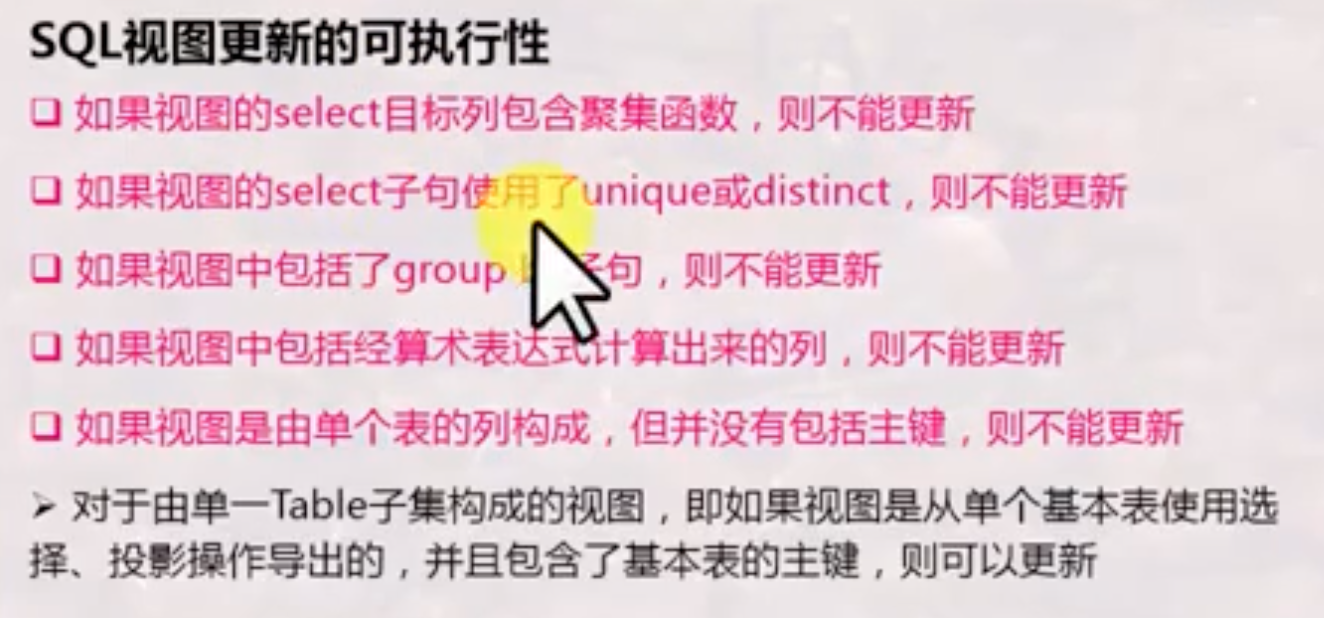 SQL视图更新的可执行性
❑ 如果视图的select目标列包含聚集函数，则不能更新
❑ 如果视图的select子句使用了unique或distinct，则不能更新
❑ 如果视图中包括了group 子句，则不能更新
❑ 如果视图中包括经算术表达式计算出来的列，则不能更新
❑ 如果视图是由单个表的列构成，但并没有包括主键，则不能更新
➢ 对于由单一Table子集构成的视图，即如果视图是从单个基本表使用选
择、投影操作导出的，并且包含了基本表的主键，则可以更新